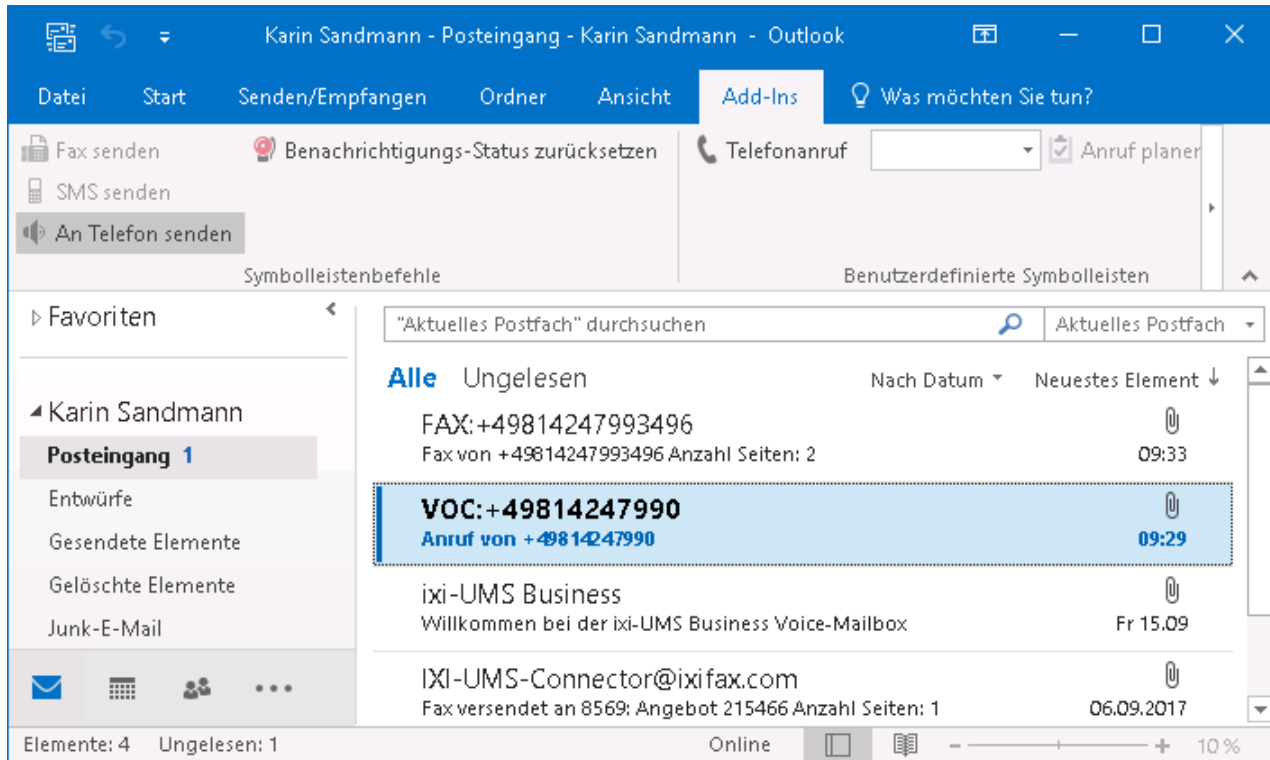 Karin Sandmann - Posteingang - Karin Sandmann - Outlook
Datei Start Senden/Empfangen Ordner Ansicht Add-Ins Was möchten Sie tun?
Fax senden Benachrichtigungs-Status zurücksetzen Telefonanruf Anruf planen
SMS senden
An Telefon senden
Symbolleistenbefehle Benutzerdefinierte Symbolleisten
Favoriten
"Aktuelles Postfach" durchsuchen Aktuelles Postfach
Alle Ungelesen Nach Datum Neuestes Element
Karin Sandmann
FAX:+49814247993496
Fax von +49814247993496 Anzahl Seiten: 2 09:33
Posteingang 1
Entwürfe
VOC:+49814247990
Anruf von +49814247990 09:29
Gesendete Elemente
Gelöschte Elemente
ixi-UMS Business
Willkommen bei der ixi-UMS Business Voice-Mailbox Fr 15.09
Junk-E-Mail
IXI-UMS-Connector@ixifax.com
Fax versendet an 8569: Angebot 215466 Anzahl Seiten: 1 06.09.2017
Elemente: 4 Ungelesen: 1 Online 10 %